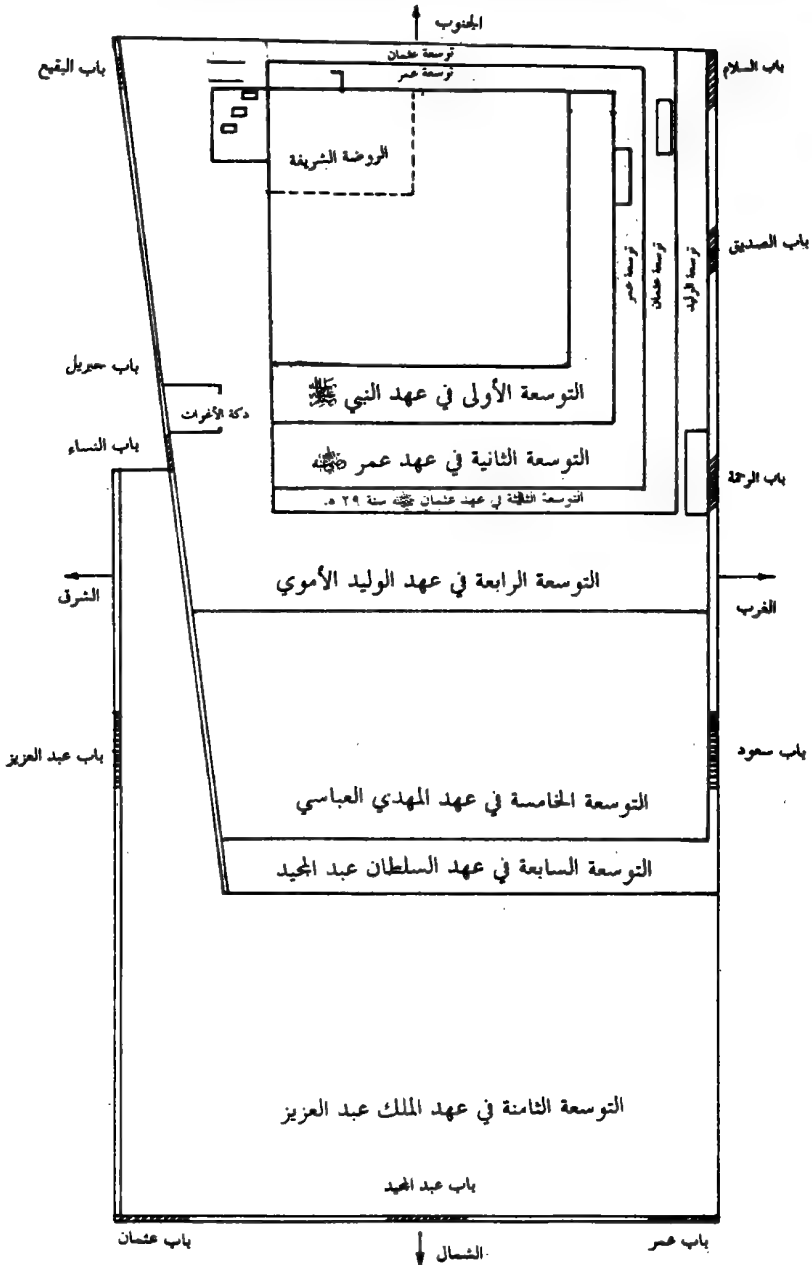 الجنوب
توسعة عثمان
توسعة عمر
باب السلام
باب البقيع
الروضة الشريفة
باب الصديق
توسعة عمر
توسعة عثمان
توسعة الوليد
باب جبريل
التوسعة الأولى في عهد النبي ﷺ
دكة الأغوات
باب النساء
التوسعة الثانية في عهد عمر رضي الله عنه
باب الرحمة
التوسعة الثالثة في عهد عثمان رضي الله عنه سنة ٢٩ ه.
التوسعة الرابعة في عهد الوليد الأموي
الغرب
الشرق
باب سعود
باب عبد العزيز
التوسعة الخامسة في عهد المهدي العباسي
التوسعة السابعة في عهد السلطان عبد المجيد
التوسعة الثامنة في عهد الملك عبد العزيز
باب عبد المجيد
باب عمر
الشمال
باب عثمان